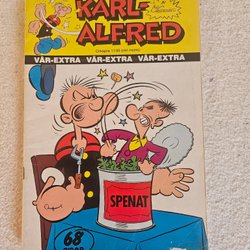 KARL-
ALFRED
VÅR-EXTRA VÅR-EXTRA VÅR-EXTRA
SPENAT
68